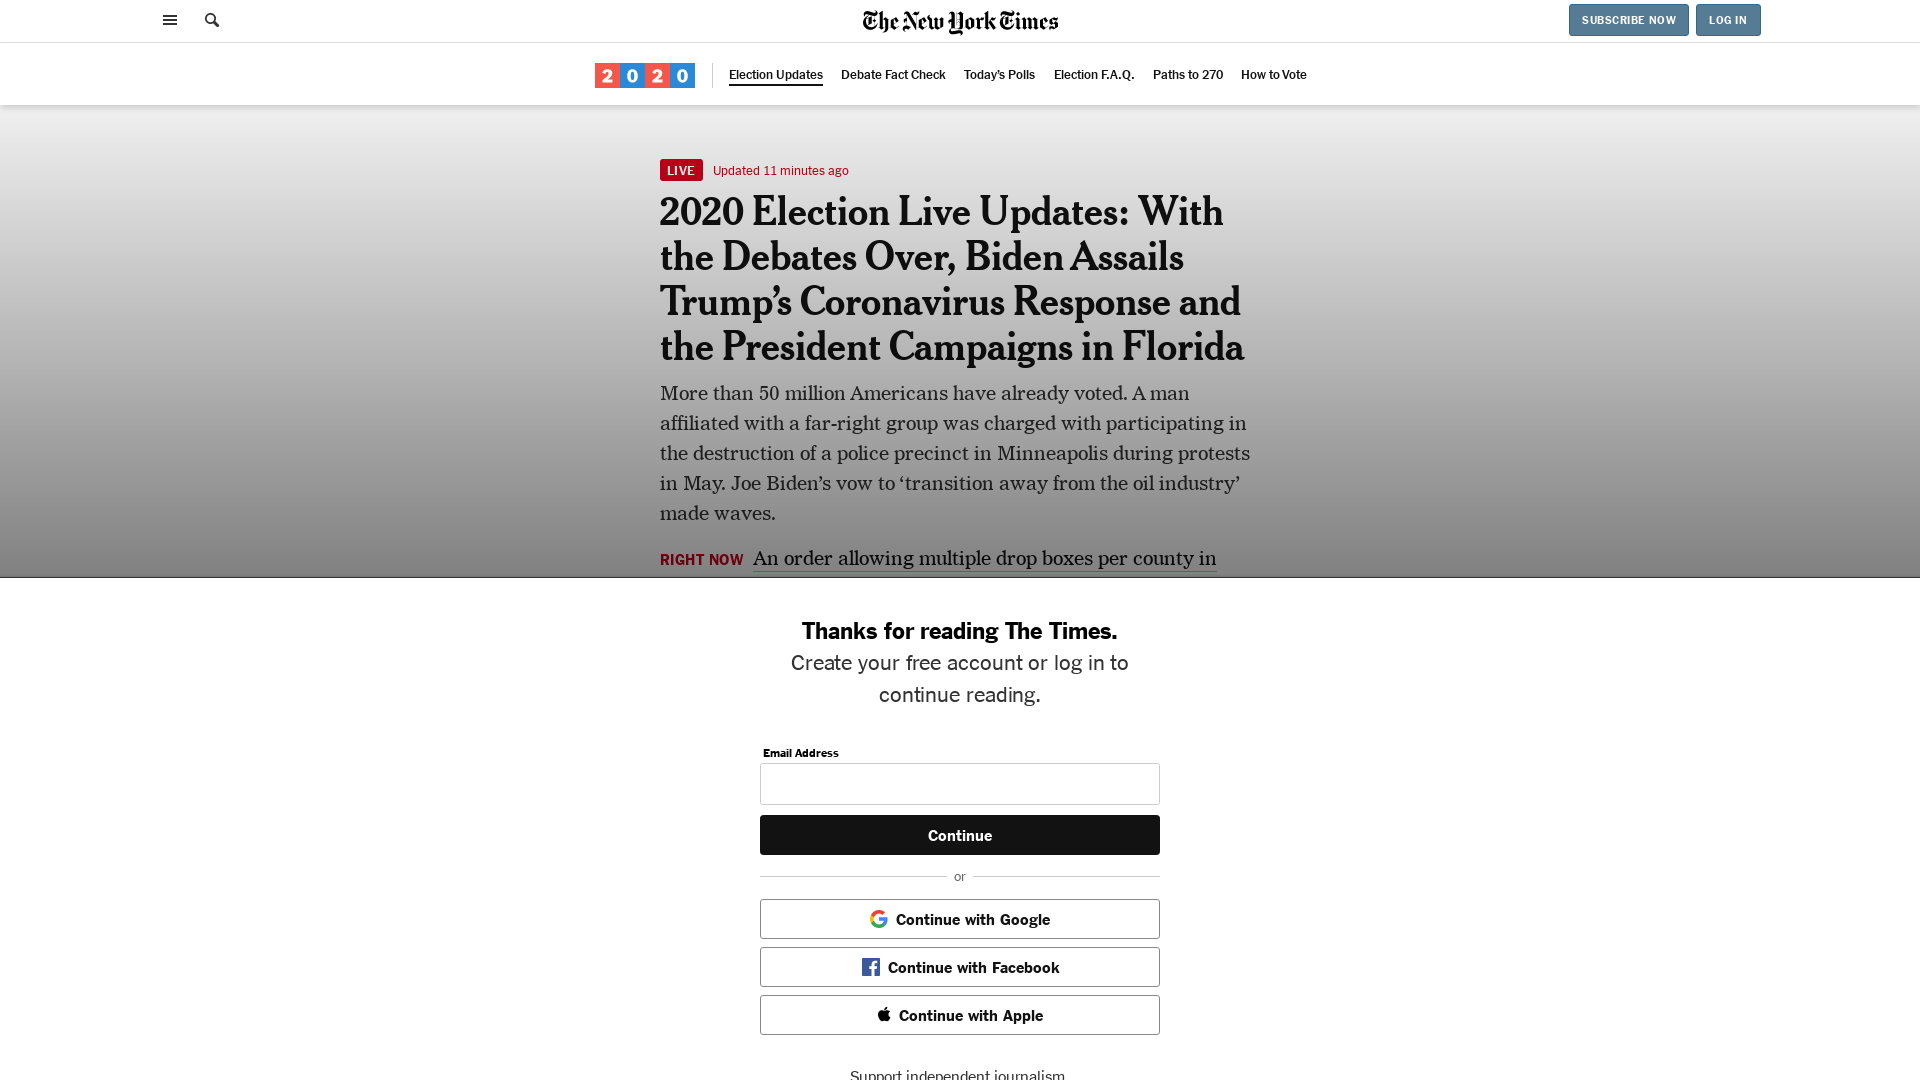 The New York Times
SUBSCRIBE NOW
LOG IN
2020
Election Updates
Debate Fact Check
Today's Polls
Election F.A.Q.
Paths to 270
How to Vote
LIVE
Updated 11 minutes ago
2020 Election Live Updates: With
the Debates Over, Biden Assails
Trump’s Coronavirus Response and
the President Campaigns in Florida
More than 50 million Americans have already voted. A man
affiliated with a far-right group was charged with participating in
the destruction of a police precinct in Minneapolis during protests
in May. Joe Biden’s vow to ‘transition away from the oil industry’
made waves.
RIGHT NOW An order allowing multiple drop boxes per county in
Thanks for reading The Times.
Create your free account or log in to
continue reading.
Email Address
Continue
or
Continue with Google
Continue with Facebook
Continue with Apple
Support independent journalism